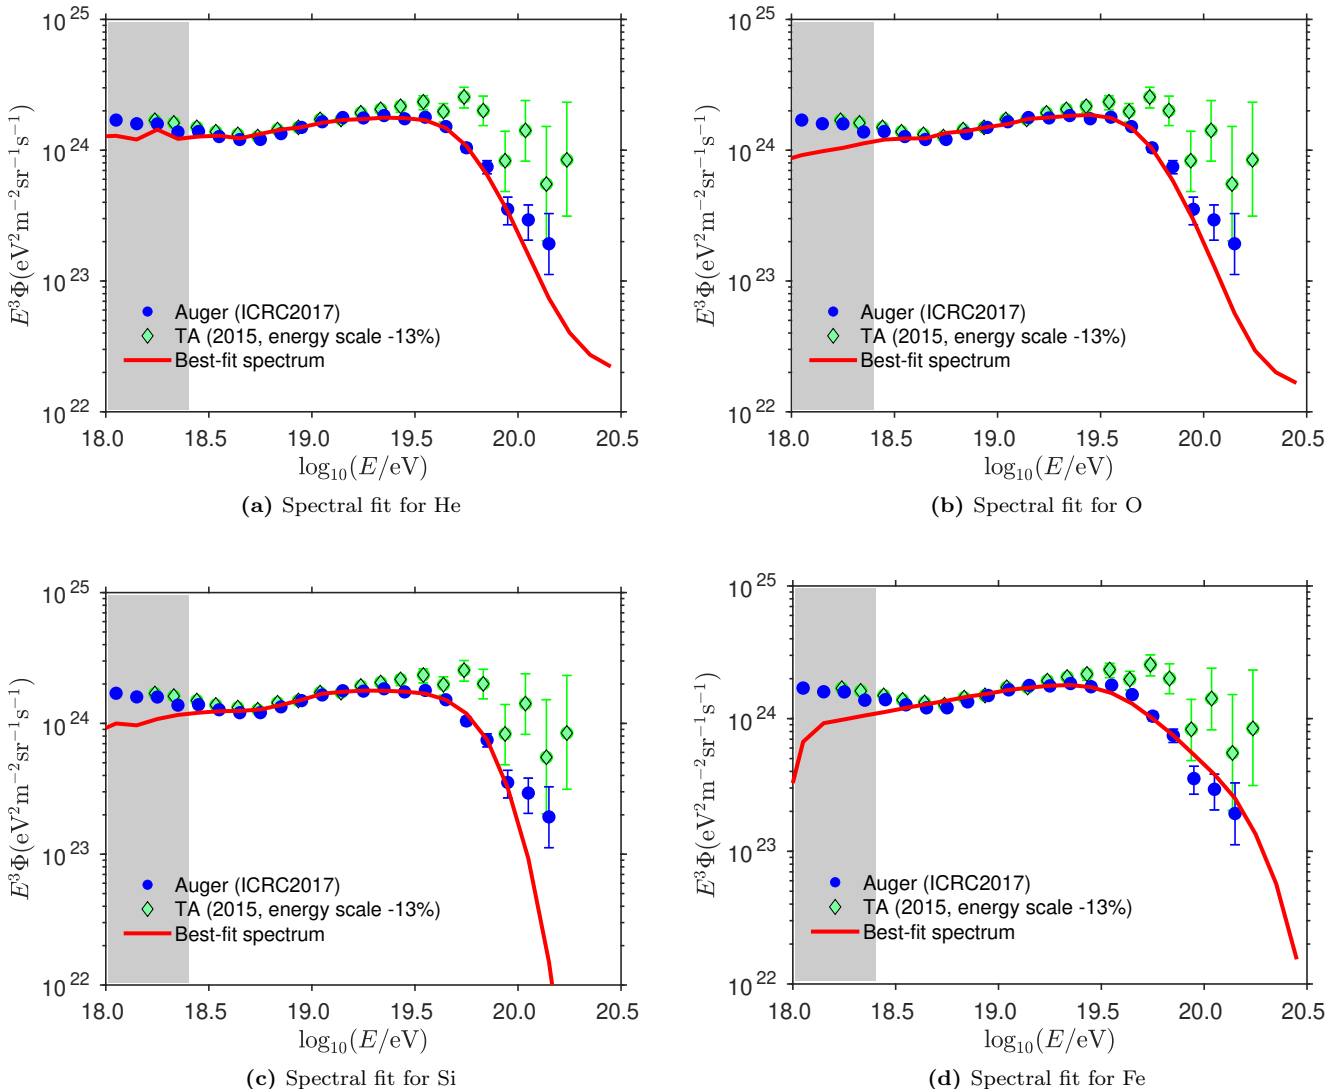 10^25
10^24
10^23
10^22
E^3Φ(eV^2m^−2sr^−1s^−1)
Auger (ICRC2017)
TA (2015, energy scale -13%)
Best-fit spectrum
18.0 18.5 19.0 19.5 20.0 20.5
log_10(E/eV)
(a) Spectral fit for He
10^25
10^24
10^23
10^22
E^3Φ(eV^2m^−2sr^−1s^−1)
Auger (ICRC2017)
TA (2015, energy scale -13%)
Best-fit spectrum
18.0 18.5 19.0 19.5 20.0 20.5
log_10(E/eV)
(b) Spectral fit for O
10^25
10^24
10^23
10^22
E^3Φ(eV^2m^−2sr^−1s^−1)
Auger (ICRC2017)
TA (2015, energy scale -13%)
Best-fit spectrum
18.0 18.5 19.0 19.5 20.0 20.5
log_10(E/eV)
(c) Spectral fit for Si
10^25
10^24
10^23
10^22
E^3Φ(eV^2m^−2sr^−1s^−1)
Auger (ICRC2017)
TA (2015, energy scale -13%)
Best-fit spectrum
18.0 18.5 19.0 19.5 20.0 20.5
log_10(E/eV)
(d) Spectral fit for Fe